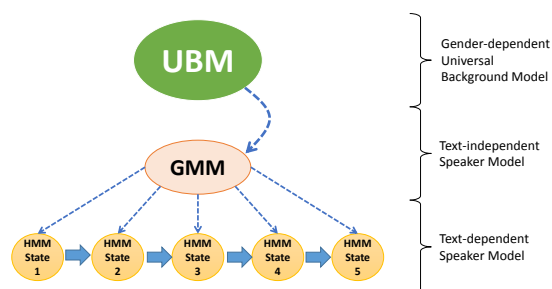 UBM
Gender-dependent
Universal
Background Model
GMM
Text-independent
Speaker Model
HMM
State
1
HMM
State
2
HMM
State
3
HMM
State
4
HMM
State
5
Text-dependent
Speaker Model